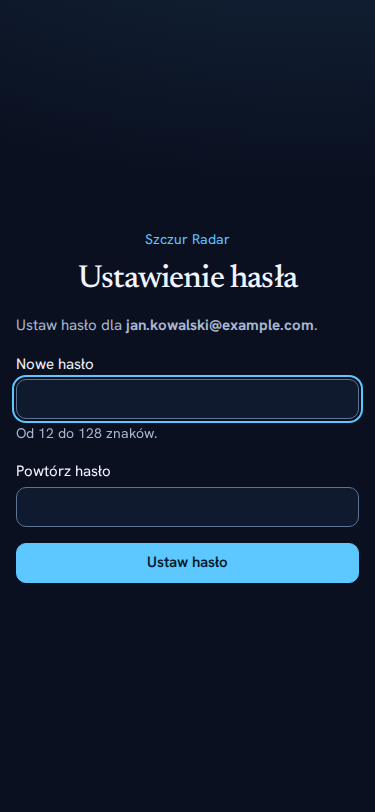 Szczur Radar
Ustawienie hasła
Ustaw hasło dla jan.kowalski@example.com.
Nowe hasło
Od 12 do 128 znaków.
Powtórz hasło
Ustaw hasło